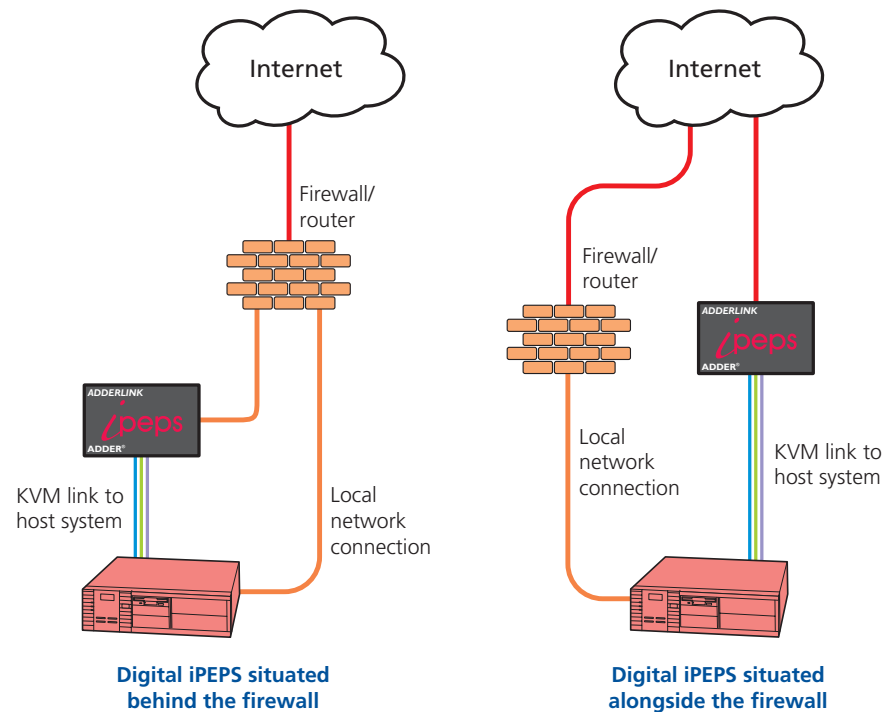 Internet
Firewall/
router
ADDERLINK
ipeps
ADDER®
KVM link to
host system
Local
network
connection
Digital iPEPS situated
behind the firewall
Internet
Firewall/
router
ADDERLINK
ipeps
ADDER®
Local
network
connection
KVM link to
host system
Digital iPEPS situated
alongside the firewall